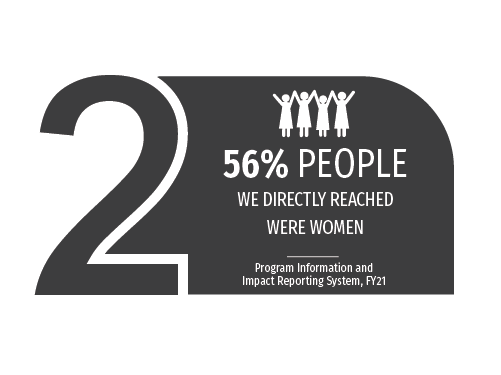 2
56% PEOPLE
WE DIRECTLY REACHED
WERE WOMEN
Program Information and
Impact Reporting System, FY21